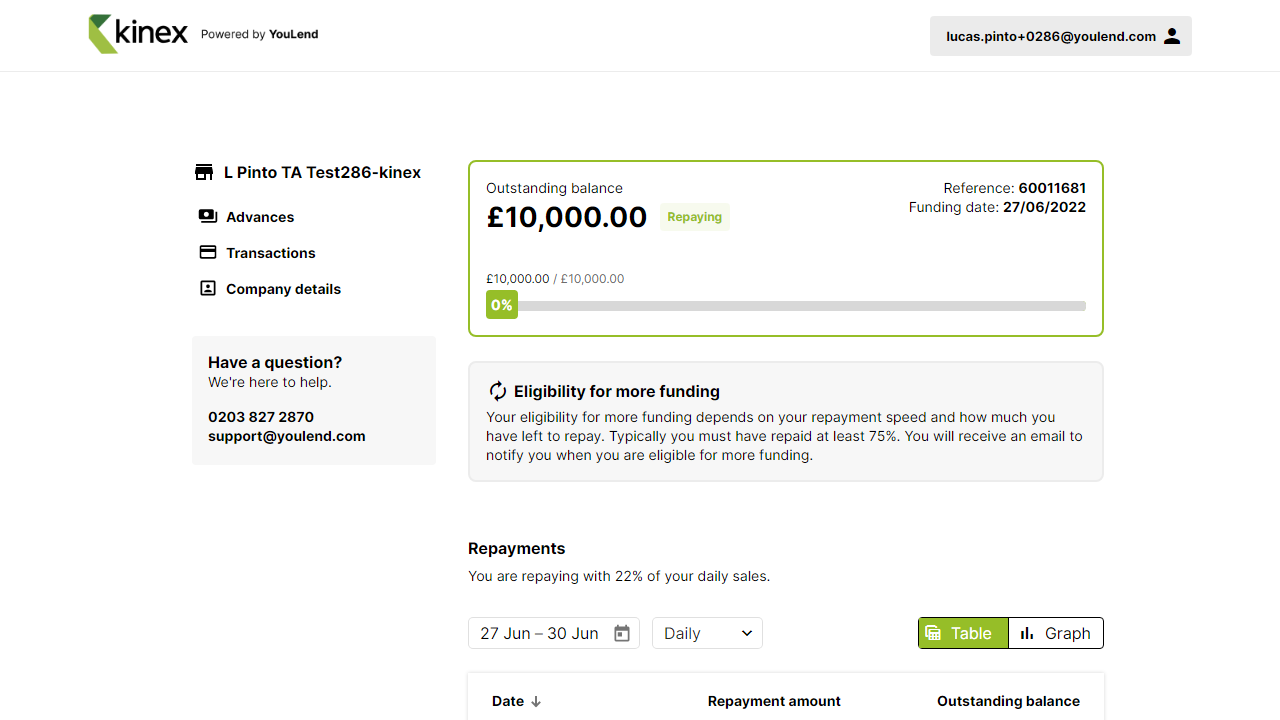 kinex Powered by YouLend
lucas.pinto+0286@youlend.com
L Pinto TA Test286-kinex
Advances
Transactions
Company details
Have a question?
We're here to help.
0203 827 2870
support@youlend.com
Outstanding balance
£10,000.00 Repaying
Reference: 60011681
Funding date: 27/06/2022
£10,000.00 / £10,000.00
0%
Eligibility for more funding
Your eligibility for more funding depends on your repayment speed and how much you
have left to repay. Typically you must have repaid at least 75%. You will receive an email to
notify you when you are eligible for more funding.
Repayments
You are repaying with 22% of your daily sales.
27 Jun – 30 Jun Daily Table Graph
Date Repayment amount Outstanding balance